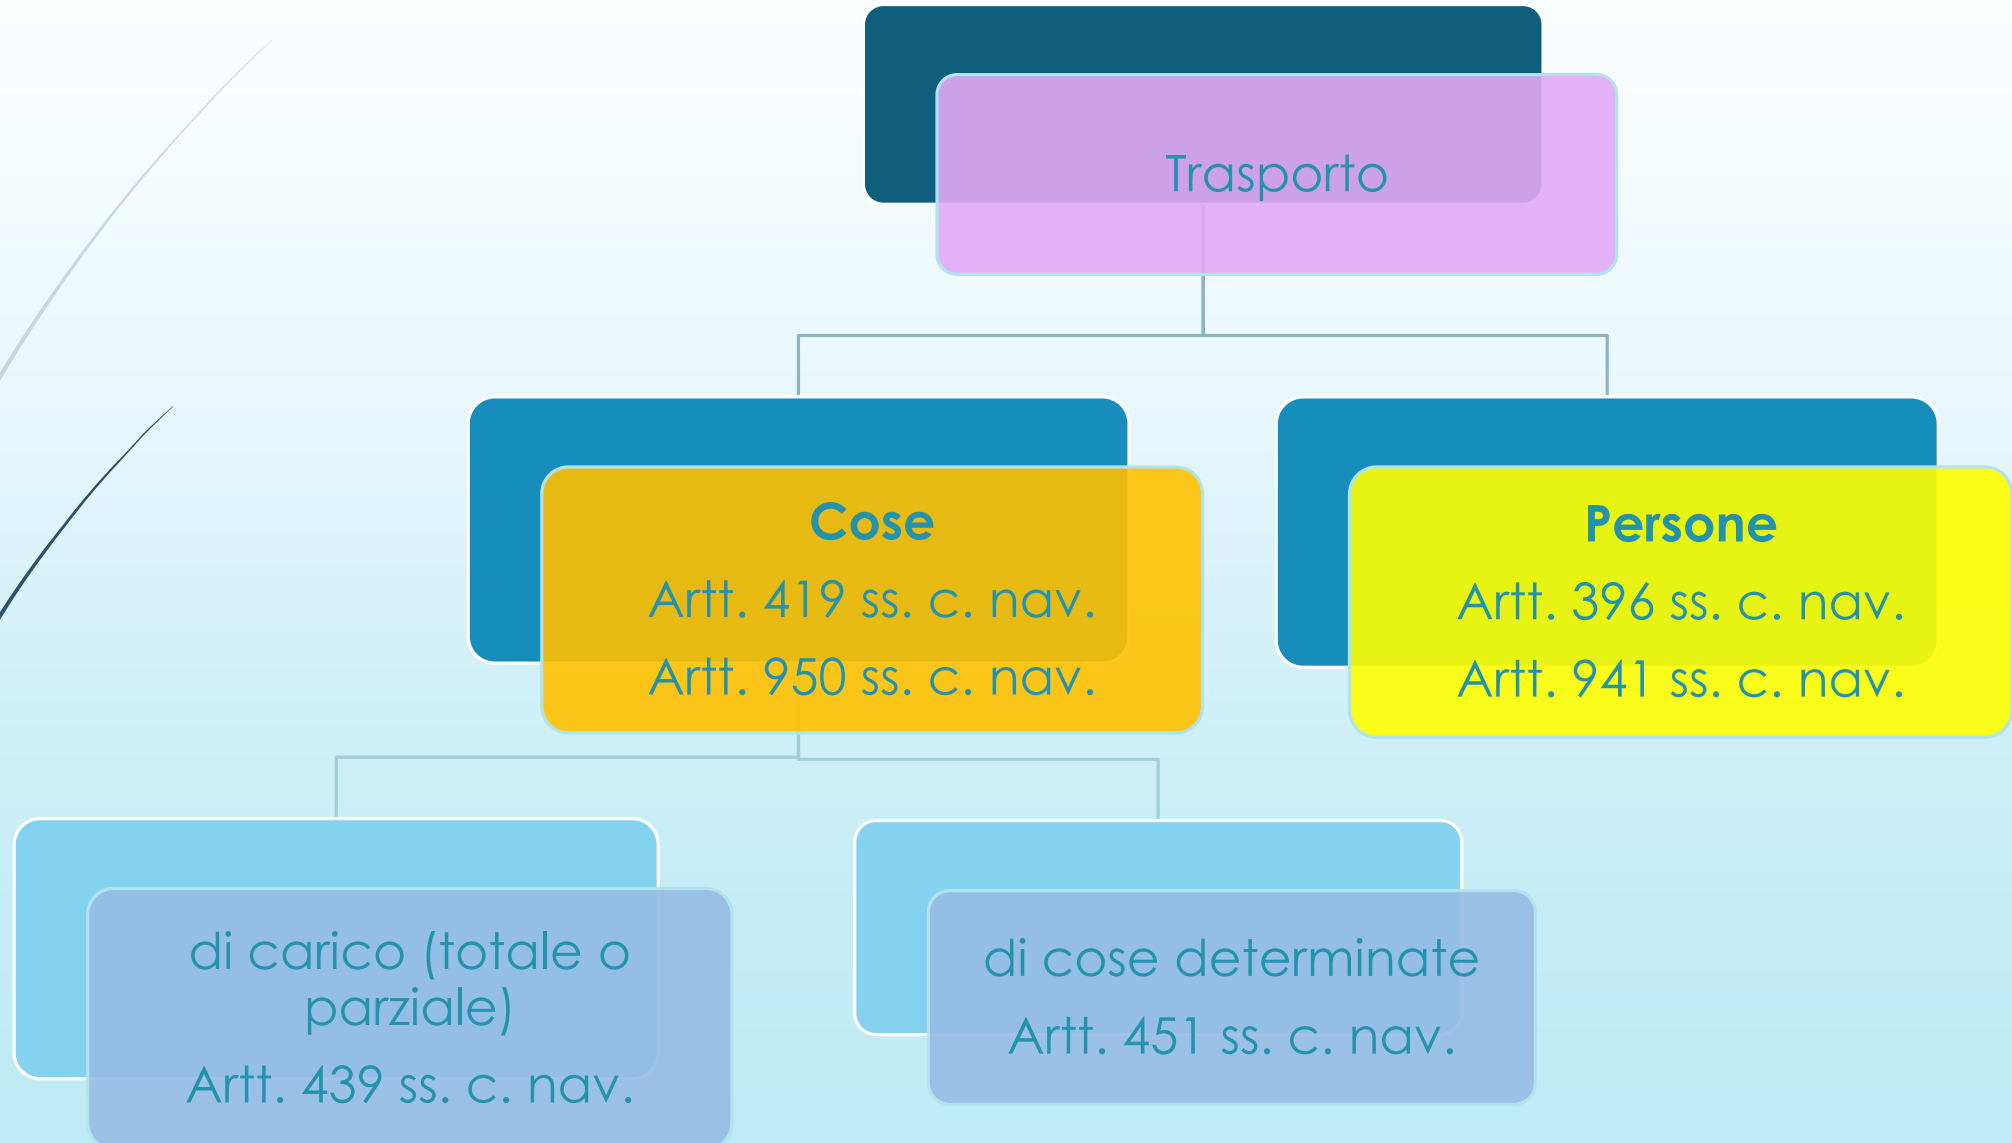 Trasporto
Cose
Artt. 419 ss. c. nav.
Artt. 950 ss. c. nav.
Persone
Artt. 396 ss. c. nav.
Artt. 941 ss. c. nav.
di carico (totale o
parziale)
Artt. 439 ss. c. nav.
di cose determinate
Artt. 451 ss. c. nav.